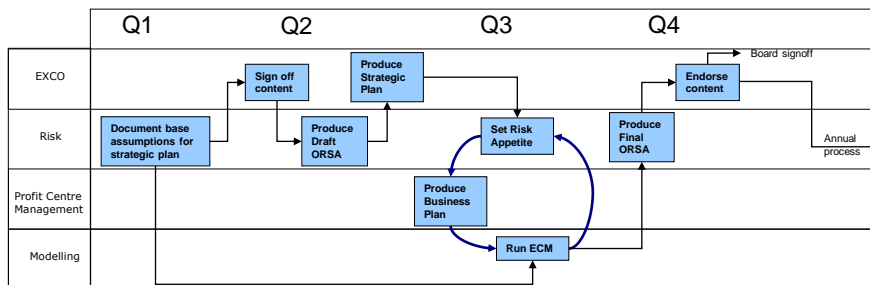 Q1
Q2
Q3
Q4
EXCO
Sign off
content
Produce
Strategic
Plan
Endorse
content
Board signoff
Risk
Document base
assumptions for
strategic plan
Produce
Draft
ORSA
Set Risk
Appetite
Produce
Final
ORSA
Annual
process
Profit Centre
Management
Produce
Business
Plan
Modelling
Run ECM